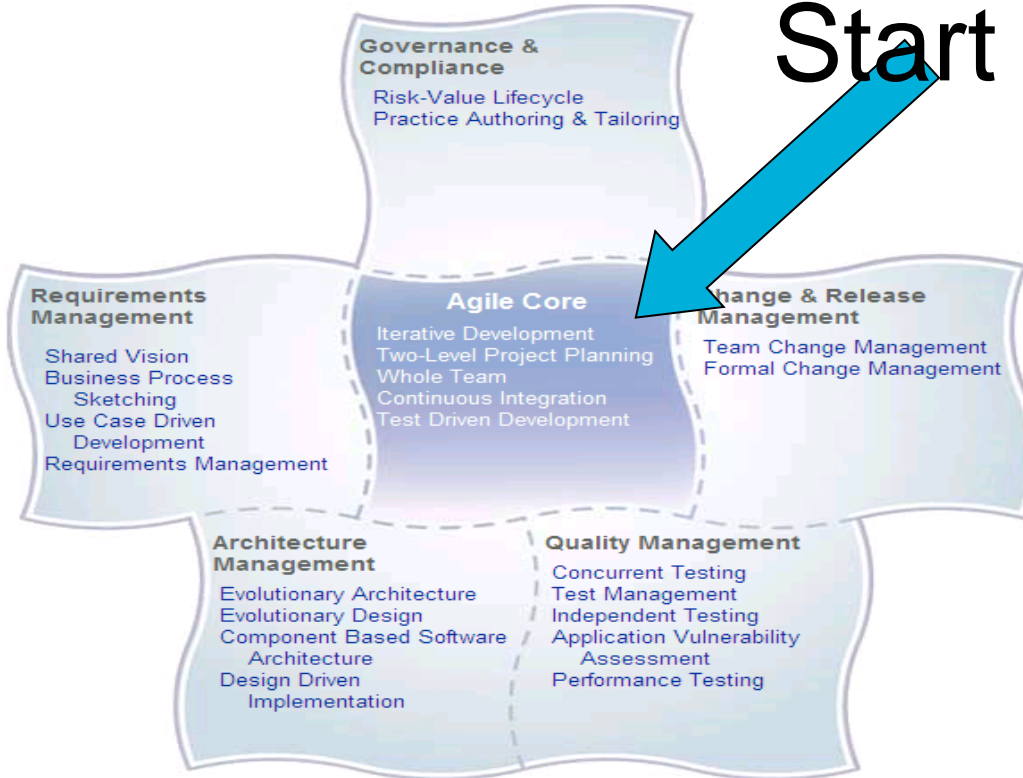 Start
Governance &
Compliance
Risk-Value Lifecycle
Practice Authoring & Tailoring
Requirements
Management
Shared Vision
Business Process
Sketching
Use Case Driven
Development
Requirements Management
Agile Core
Iterative Development
Two-Level Project Planning
Whole Team
Continuous Integration
Test Driven Development
hange & Release
Management
Team Change Management
Formal Change Management
Architecture
Management
Evolutionary Architecture
Evolutionary Design
Component Based Software
Architecture
Design Driven
Implementation
Quality Management
Concurrent Testing
Test Management
Independent Testing
Application Vulnerability
Assessment
Performance Testing